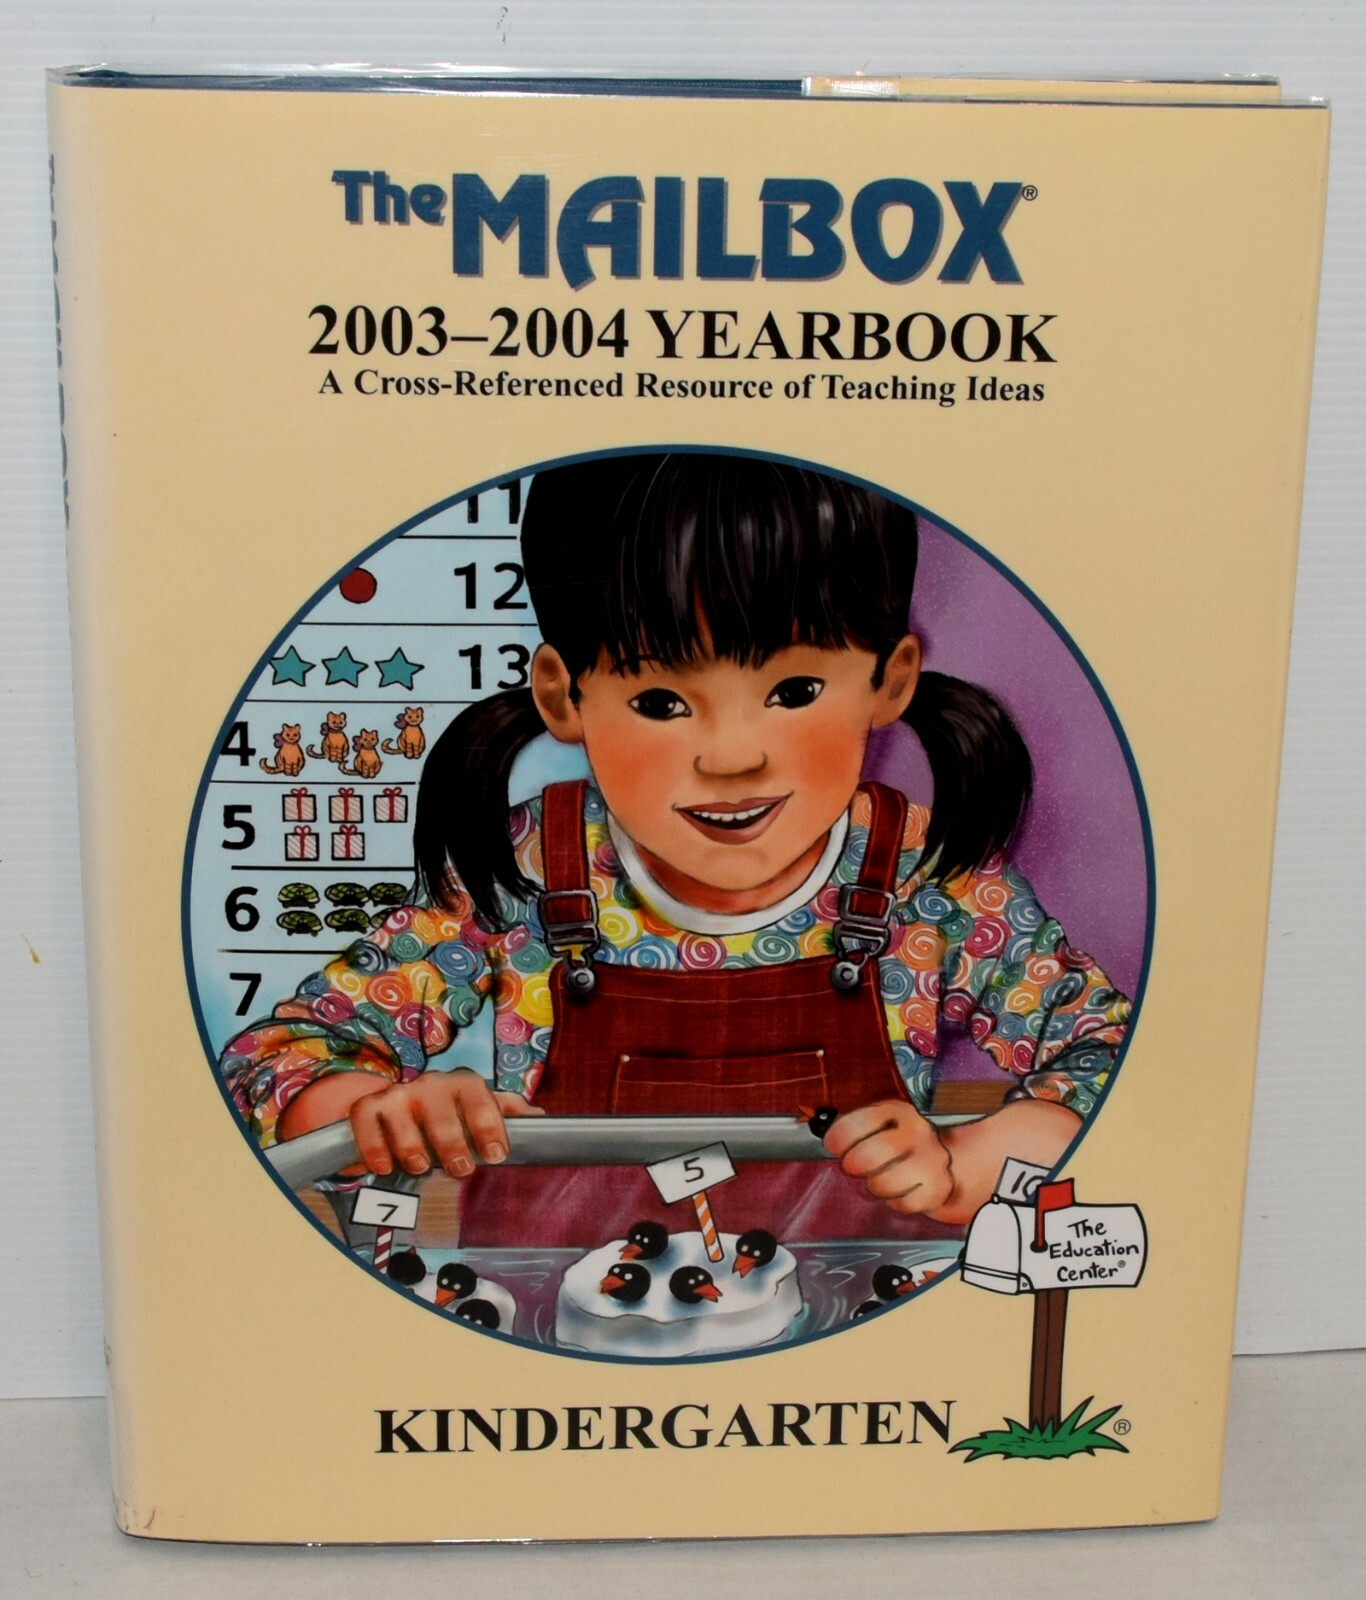 The MAILBOX®
2003–2004 YEARBOOK
A Cross-Referenced Resource of Teaching Ideas
11
12
13
4
5
6
7
7
5
10
The
Education
Center®
KINDERGARTEN
®